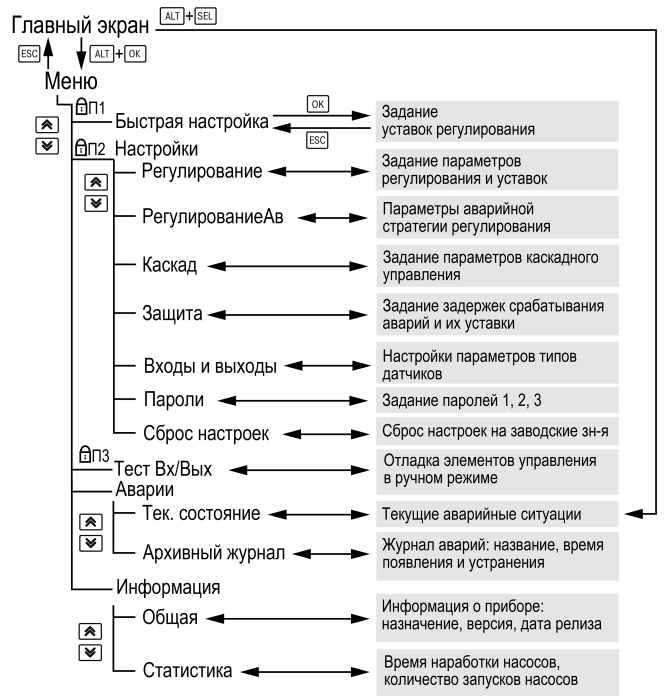 Главный экран
ALT + SEL
ESC
ALT + OK
Меню
П1
Быстрая настройка
OK
ESC
Задание
уставок регулирования
П2 Настройки
Регулирование
Задание параметров
регулирования и уставок
РегулированиеАв
Параметры аварийной
стратегии регулирования
Каскад
Задание параметров каскадного
управления
Защита
Задание задержек срабатывания
аварий и их уставки
Входы и выходы
Настройки параметров типов
датчиков
Пароли
Задание паролей 1, 2, 3
Сброс настроек
Сброс настроек на заводские зн-я
П3
Тест Вх/Вых
Отладка элементов управления
в ручном режиме
Аварии
Тек. состояние
Текущие аварийные ситуации
Архивный журнал
Журнал аварий: название, время
появления и устранения
Информация
Общая
Информация о приборе:
назначение, версия, дата релиза
Статистика
Время наработки насосов,
количество запусков насосов